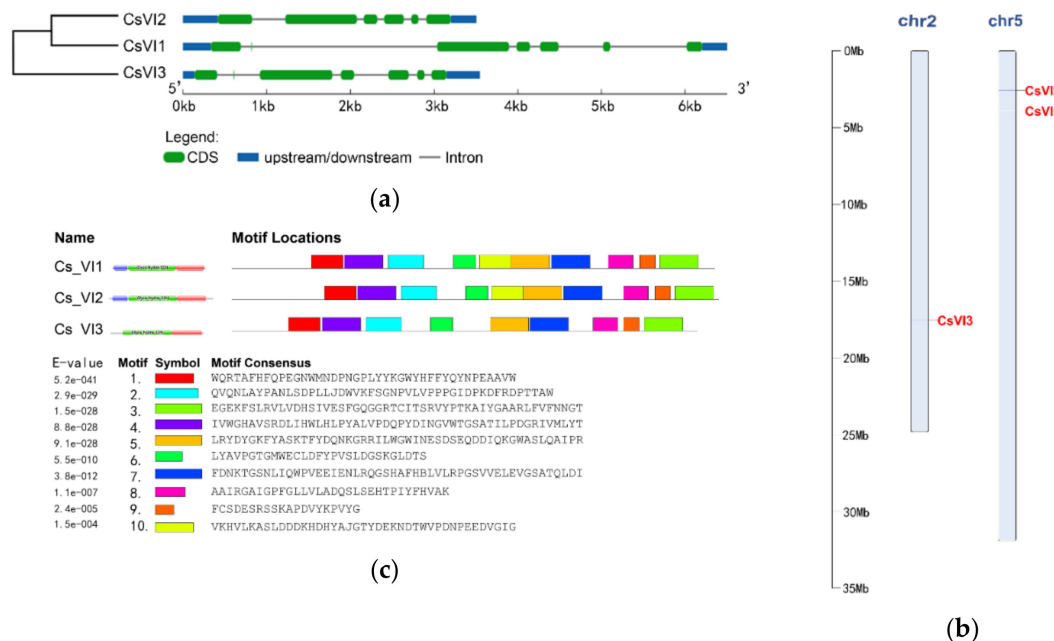 CsVI2
CsVI1
CsVI3
5’
3’
0kb 1kb 2kb 3kb 4kb 5kb 6kb
Legend:
CDS upstream/downstream Intron
(a)
chr2 chr5
0Mb
CsVI
CsVI
5Mb
10Mb
15Mb
CsVI3
20Mb
25Mb
30Mb
35Mb
(b)
Name Motif Locations
Cs_VI1
Cs_VI2
Cs VI3
E-value Motif Symbol Motif Consensus
5.2e-041 1. WQRTAFHFQPEGNWMNDPNGPLYYKGWYHFFYQYNPEAAVW
2.9e-029 2. QVQNLAYPANLSDPLLJDWVKFSGNPVLVPPPGIDPKDFRDPTTAW
1.5e-028 3. EGEKFSLRVLVDHSIVESFGQGGRTCITSRVYPTKAIYGAARLFVFNNGT
8.8e-028 4. IVWGHAVSRDLIHWLHLPYALVPDQPYDINGVWTGSATILPDGRIVMLYT
9.1e-028 5. LRYDYGKFYASKTFYDQNKGRRILWGWINESDSEQDDIQKGWASLQAIPR
5.5e-010 6. LYAVPGTGMWECLDFYPVSLDGSKGLDTS
3.8e-012 7. FDNKTGSNLIQWPVEEIENLRQGSHAFHBLVLRPGSVVELEVGSATQLDI
1.1e-007 8. AAIRGAIGPFGLLVLADQSLSEHTPIYFHVAK
2.4e-005 9. FCSDESRSSKAPDVYKPVYG
1.5e-004 10. VKHVLKASLDDDKHDHYAJGTYDEKNDTWVPDNPEEDVGIG
(c)